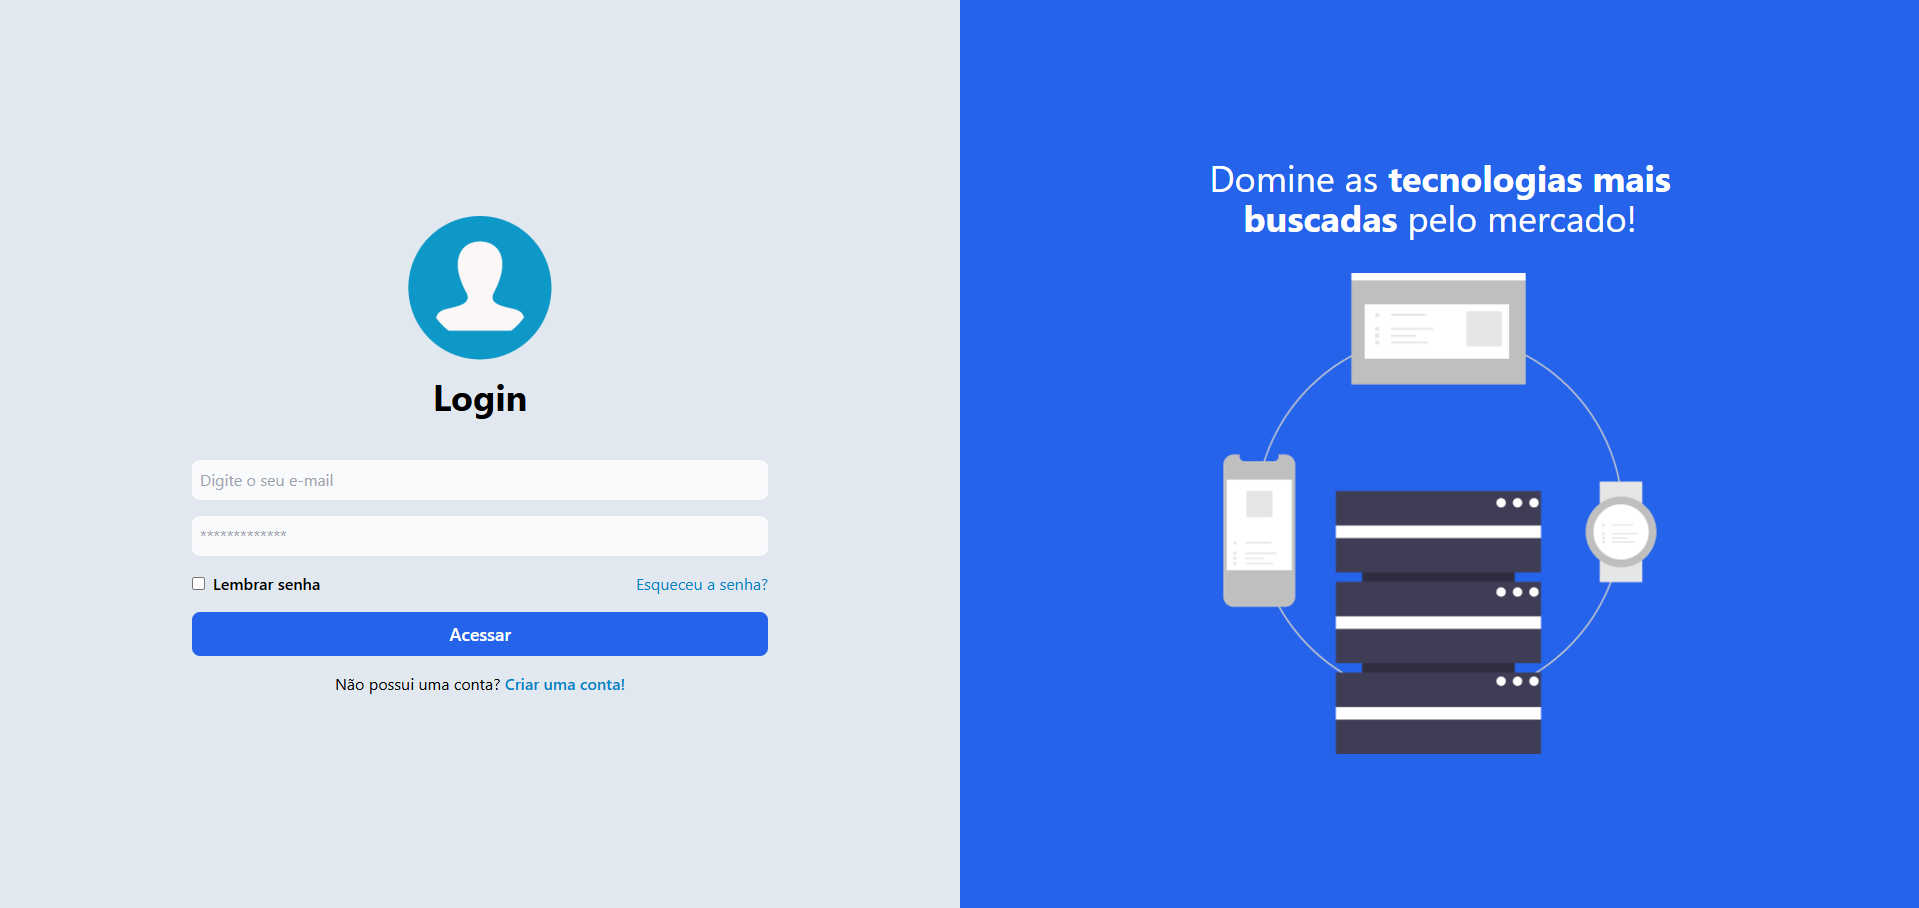 Login
Digite o seu e-mail
*************
Lembrar senha
Esqueceu a senha?
Acessar
Não possui uma conta? Criar uma conta!
Domine as tecnologias mais
buscadas pelo mercado!